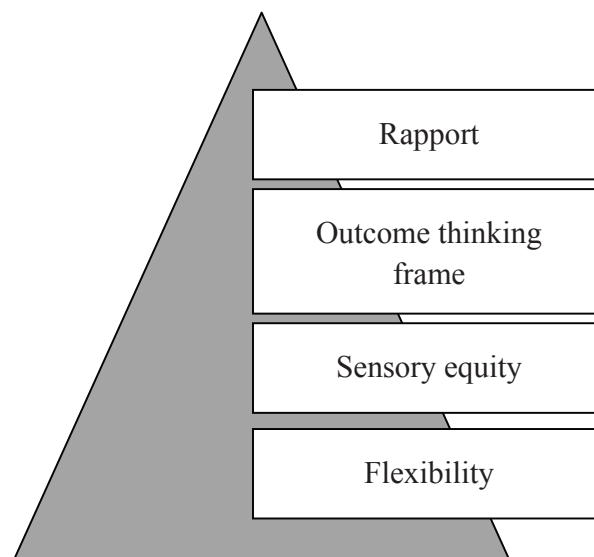 Rapport
Outcome thinking
frame
Sensory equity
Flexibility